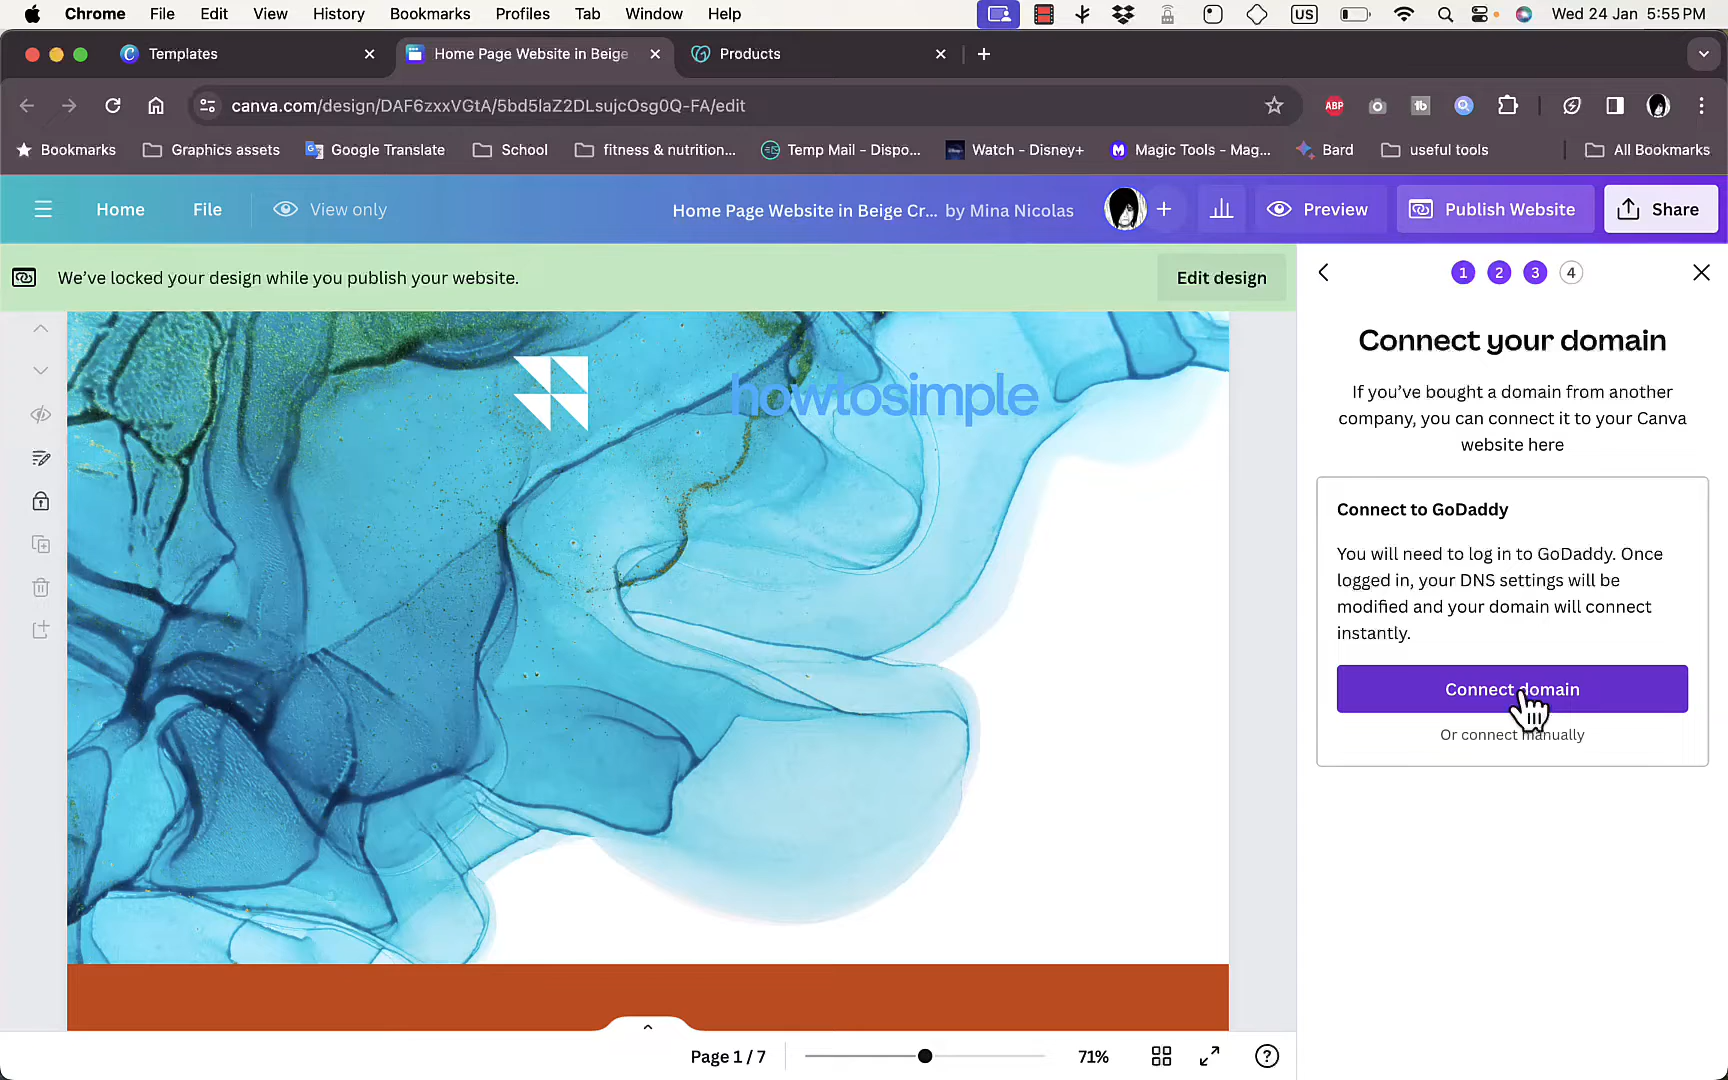 Chrome File Edit View History Bookmarks Profiles Tab Window Help US Wed 24 Jan 5:55 PM
Templates Home Page Website in Beige Products
canva.com/design/DAF6zxxVGtA/5bd5laZ2DLsujcOsg0Q-FA/edit ABP tb
Bookmarks Graphics assets Google Translate School fitness & nutrition... Temp Mail - Dispo... Watch - Disney+ Magic Tools - Mag... Bard useful tools All Bookmarks
Home File View only Home Page Website in Beige Cr... by Mina Nicolas Preview Publish Website Share
We've locked your design while you publish your website. Edit design
1 2 3 4
Connect your domain
If you've bought a domain from another
company, you can connect it to your Canva
website here
howtosimple
Connect to GoDaddy
You will need to log in to GoDaddy. Once
logged in, your DNS settings will be
modified and your domain will connect
instantly.
Connect domain
Or connect manually
Page 1 / 7 71%